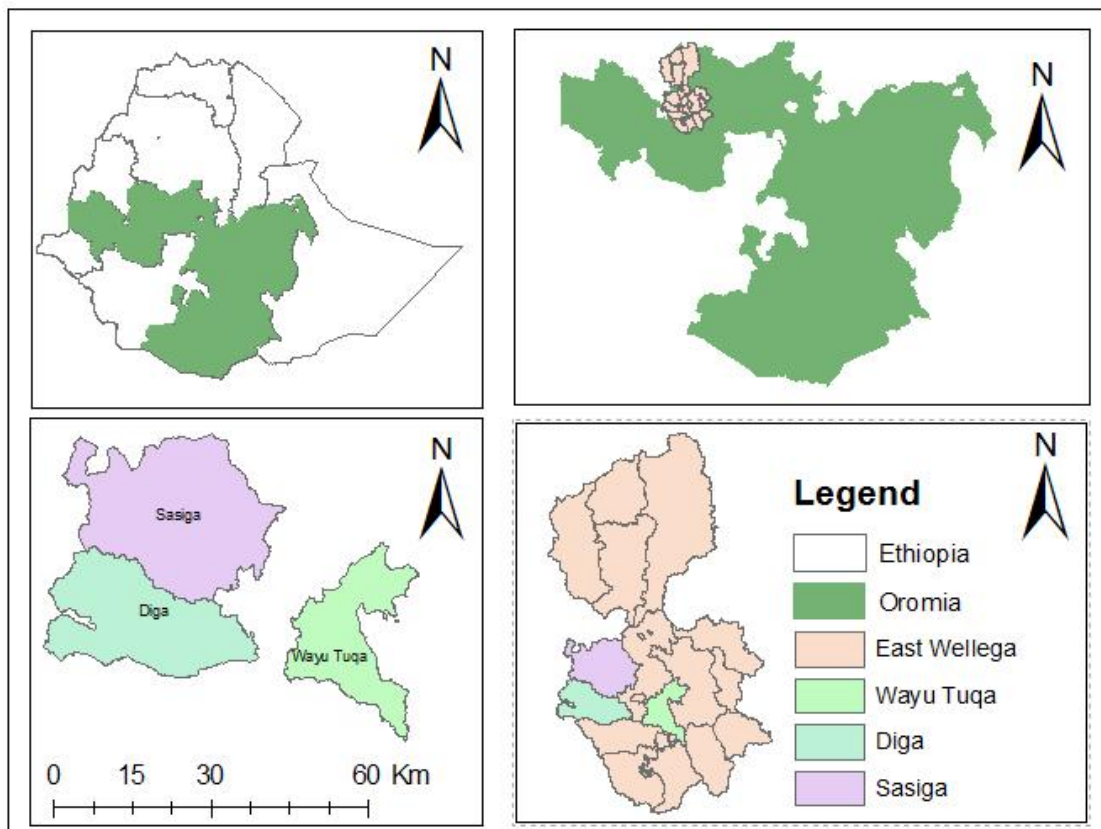 N
N
Sasiga
Diga
Wayu Tuqa
N
0 15 30 60 Km
N
Legend
Ethiopia
Oromia
East Wellega
Wayu Tuqa
Diga
Sasiga